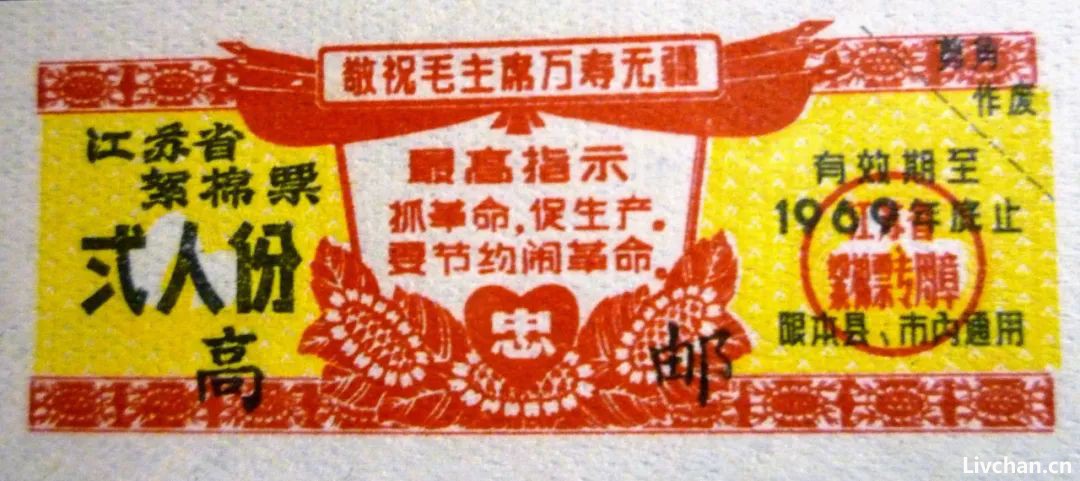 敬祝毛主席万寿无疆
剪角
作废
江苏省
絮棉票
弍人份
高
最高指示
抓革命,促生产。
要节约闹革命。
忠
邮
有效期至
1969年底止
江苏省
絮棉票专用章
限本县、市内通用
Livchan.cn